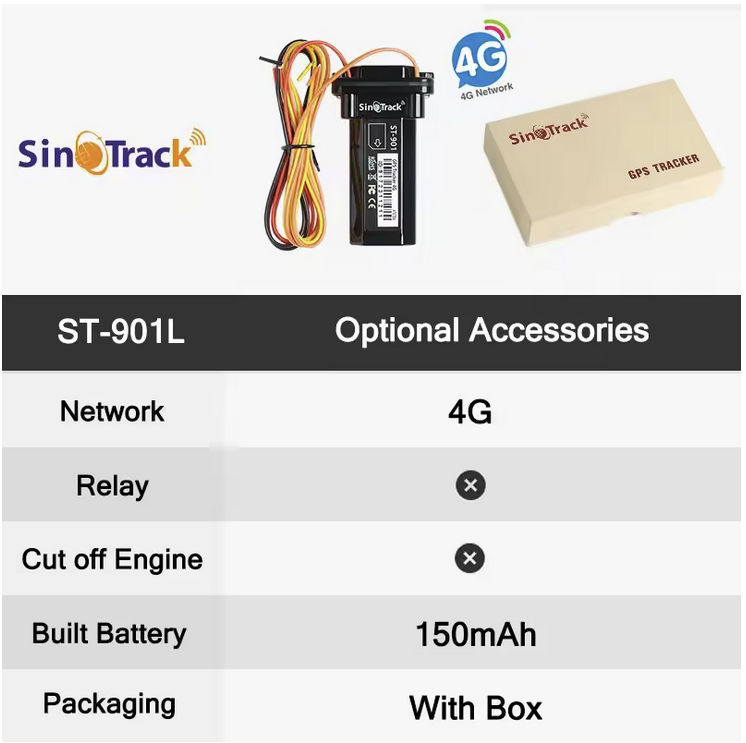 SinoTrack
4G
4G Network
SinoTrack
ST-901
SinoTrack
GPS TRACKER
ST-901L
Optional Accessories
Network
4G
Relay
Cut off Engine
Built Battery
150mAh
Packaging
With Box